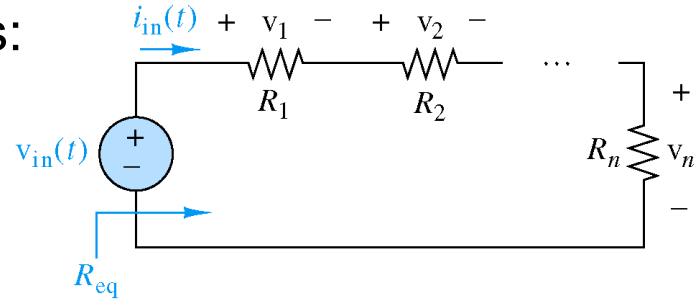 s:
i_in(t) + v_1 − + v_2 −
R_1 R_2 ... +
v_in(t) + − R_n v_n
−
R_eq